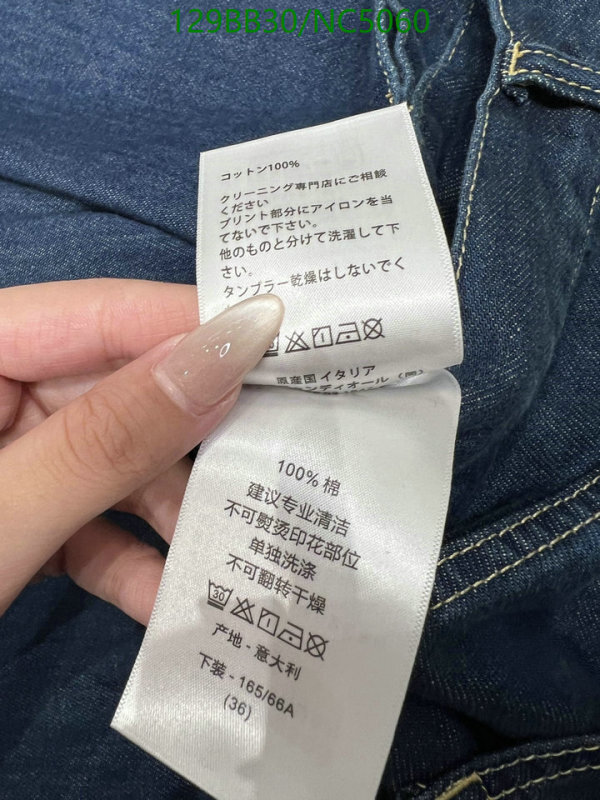 129BB30/NC5060
コットン100%
クリーニング専門店にご相談
ください
プリント部分にアイロンを当
てないで下さい。
他のものと分けて洗濯して下
さい。
タンブラー乾燥はしないでく
原産国 イタリア
ディオール
100% 棉
建议专业清洁
不可熨烫印花部位
单独洗涤
不可翻转干燥
30
产地 - 意大利
下装 - 165/66A
(36)